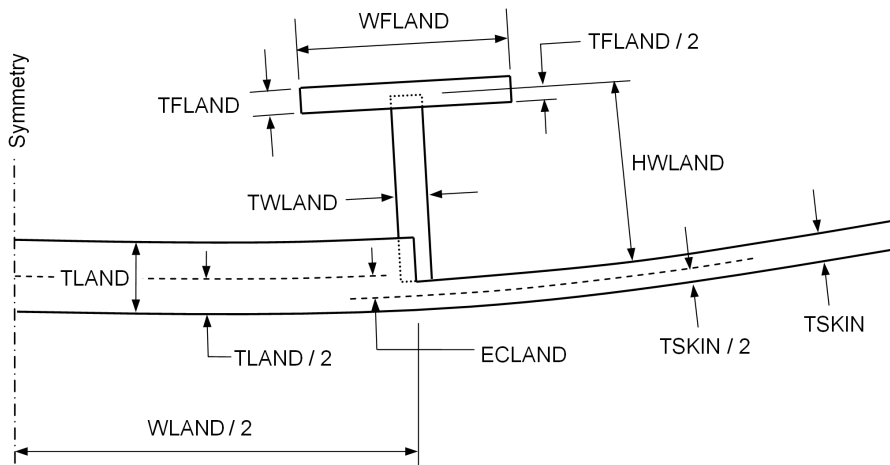 WFLAND
TFLAND / 2
TFLAND
Symmetry
HWLAND
TWLAND
TLAND
TSKIN
TLAND / 2
ECLAND
TSKIN / 2
WLAND / 2